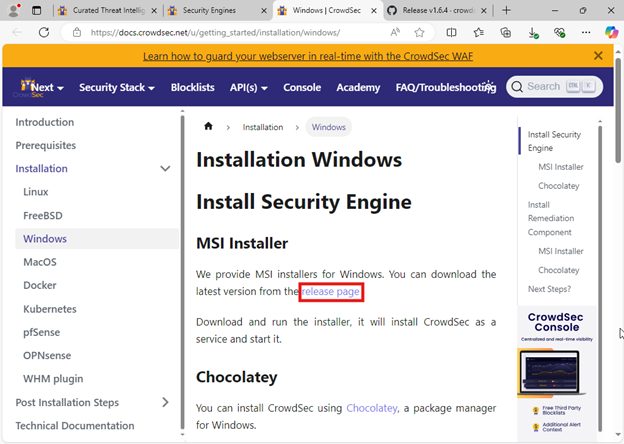 Curated Threat Intellig
Security Engines
Windows | CrowdSec
Release v1.6.4 - crowds
https://docs.crowdsec.net/u/getting_started/installation/windows/
Learn how to guard your webserver in real-time with the CrowdSec WAF
Next
Security Stack
Blocklists
API(s)
Console
Academy
FAQ/Troubleshooting
Search
Introduction
Prerequisites
Installation
Linux
FreeBSD
Windows
MacOS
Docker
Kubernetes
pfSense
OPNsense
WHM plugin
Post Installation Steps
Technical Documentation
Installation
Windows
Installation Windows
Install Security Engine
MSI Installer
We provide MSI installers for Windows. You can download the
latest version from the release page
Download and run the installer, it will install CrowdSec as a
service and start it.
Chocolatey
You can install CrowdSec using Chocolatey, a package manager
for Windows.
Install Security
Engine
MSI Installer
Chocolatey
Install
Remediation
Component
MSI Installer
Chocolatey
Next Steps?
CrowdSec
Console
Centralized and real-time visibility
Free Third Party
Blocklists
Additional Alert
Context